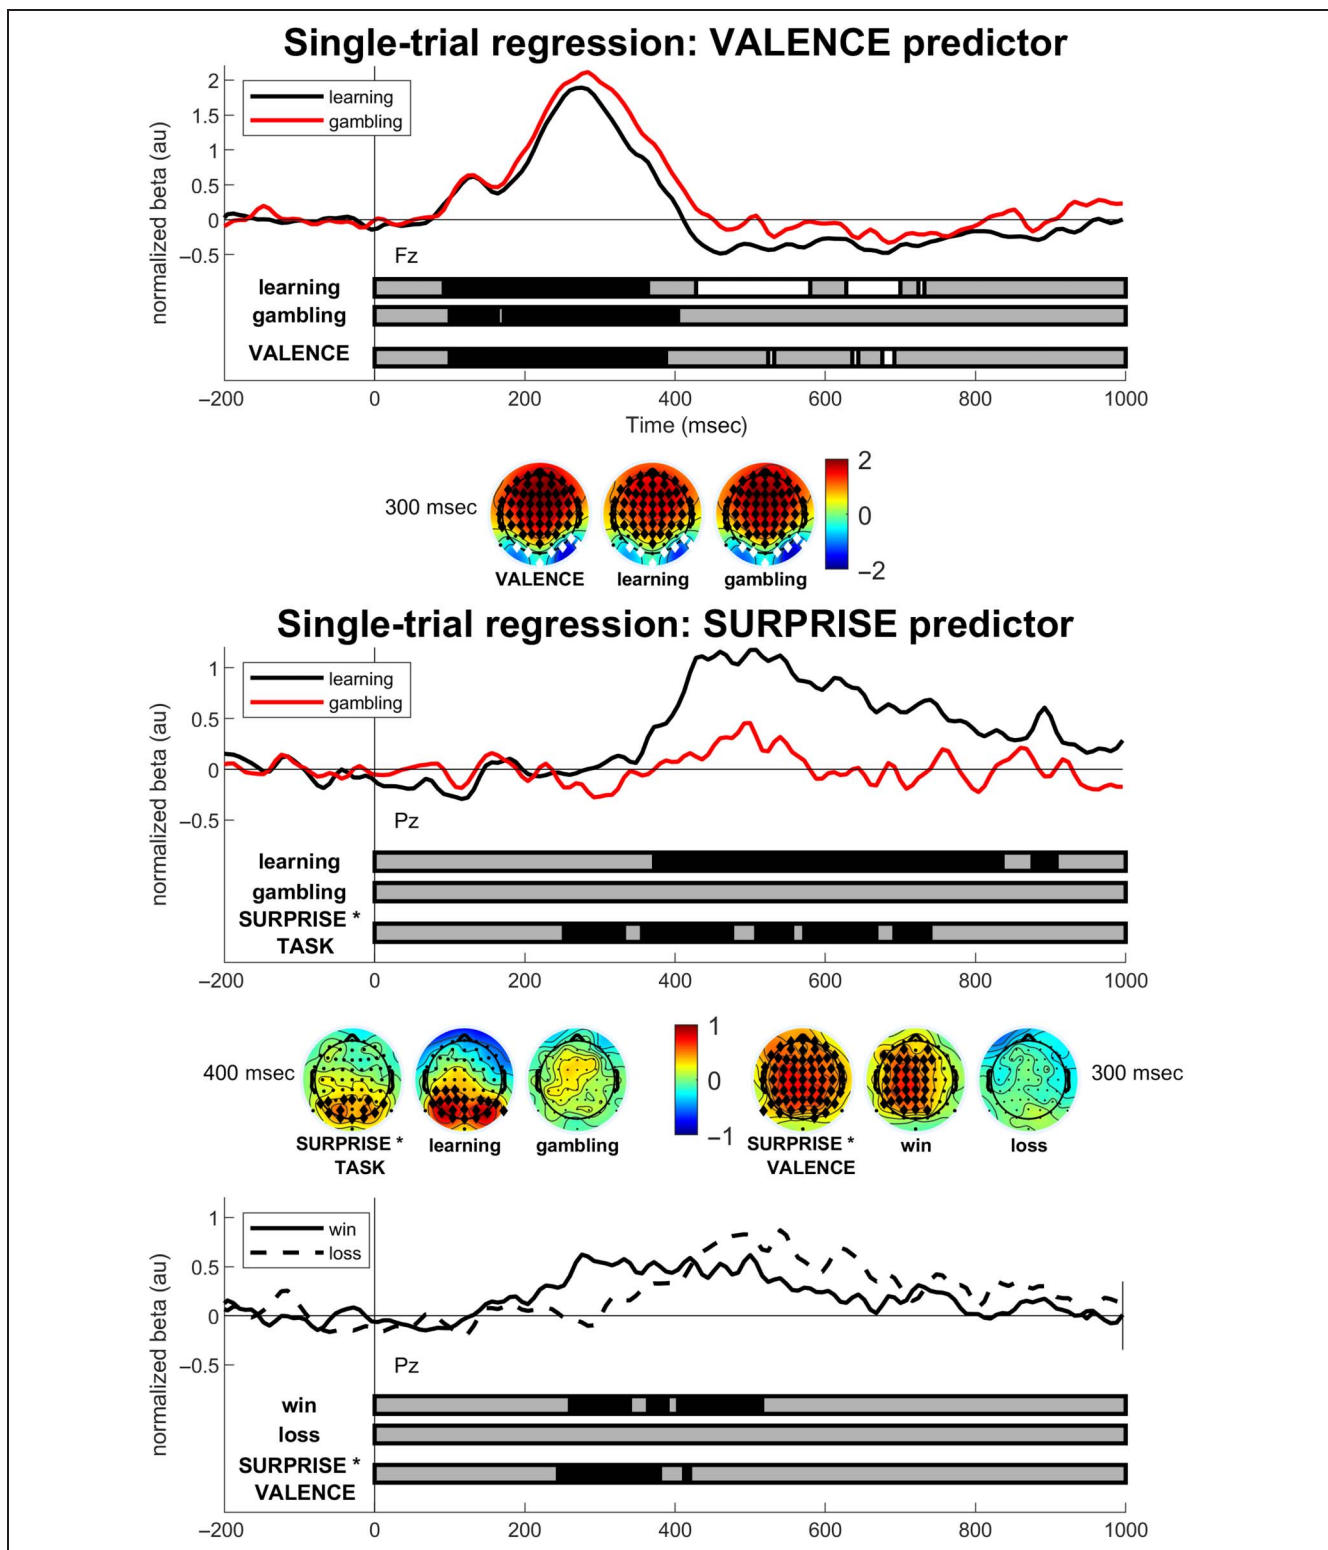 Single-trial regression: VALENCE predictor
normalized beta (au)
2
1.5
1
0.5
0
−0.5
learning
gambling
Fz
learning
gambling
VALENCE
−200 0 200 400 600 800 1000
Time (msec)
300 msec
VALENCE learning gambling
2
0
−2
Single-trial regression: SURPRISE predictor
normalized beta (au)
1
0.5
0
−0.5
learning
gambling
Pz
learning
gambling
SURPRISE *
TASK
−200 0 200 400 600 800 1000
400 msec
SURPRISE * learning gambling
TASK
1
0
−1
SURPRISE * win loss
VALENCE
300 msec
normalized beta (au)
1
0.5
0
−0.5
win
loss
Pz
win
loss
SURPRISE *
VALENCE
−200 0 200 400 600 800 1000